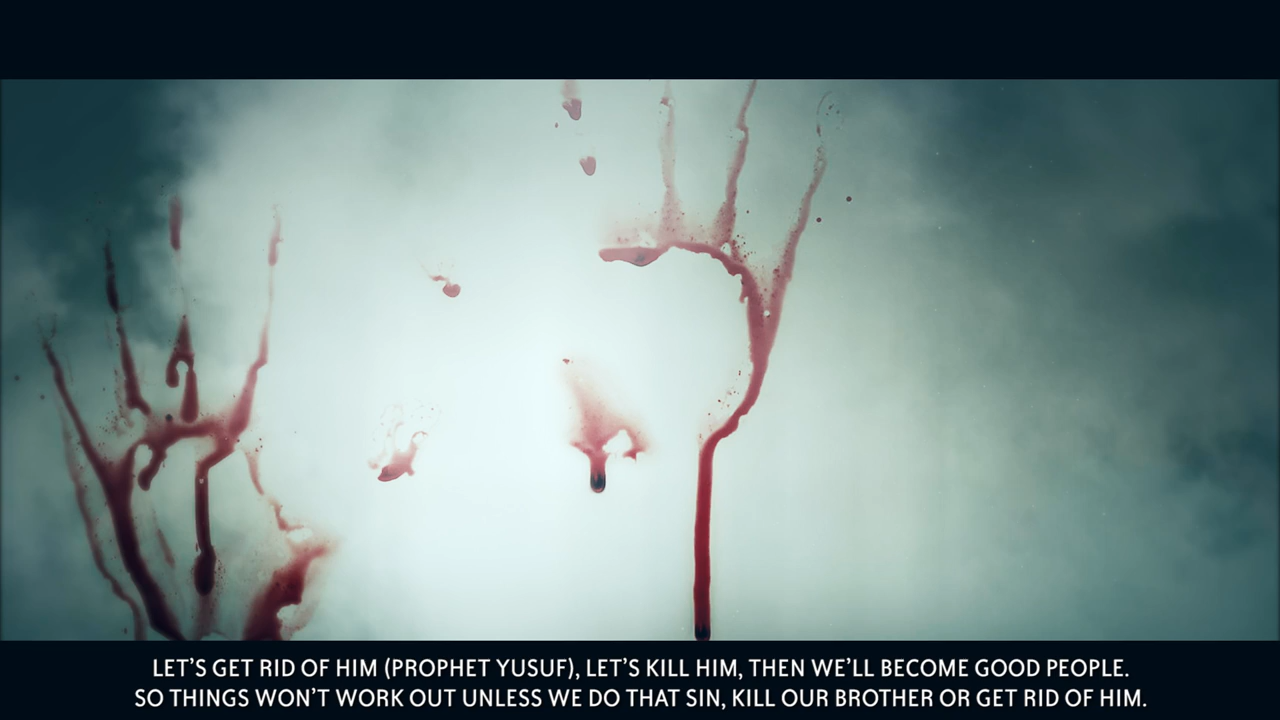 LET'S GET RID OF HIM (PROPHET YUSUF), LET'S KILL HIM, THEN WE'LL BECOME GOOD PEOPLE.
SO THINGS WON'T WORK OUT UNLESS WE DO THAT SIN, KILL OUR BROTHER OR GET RID OF HIM.